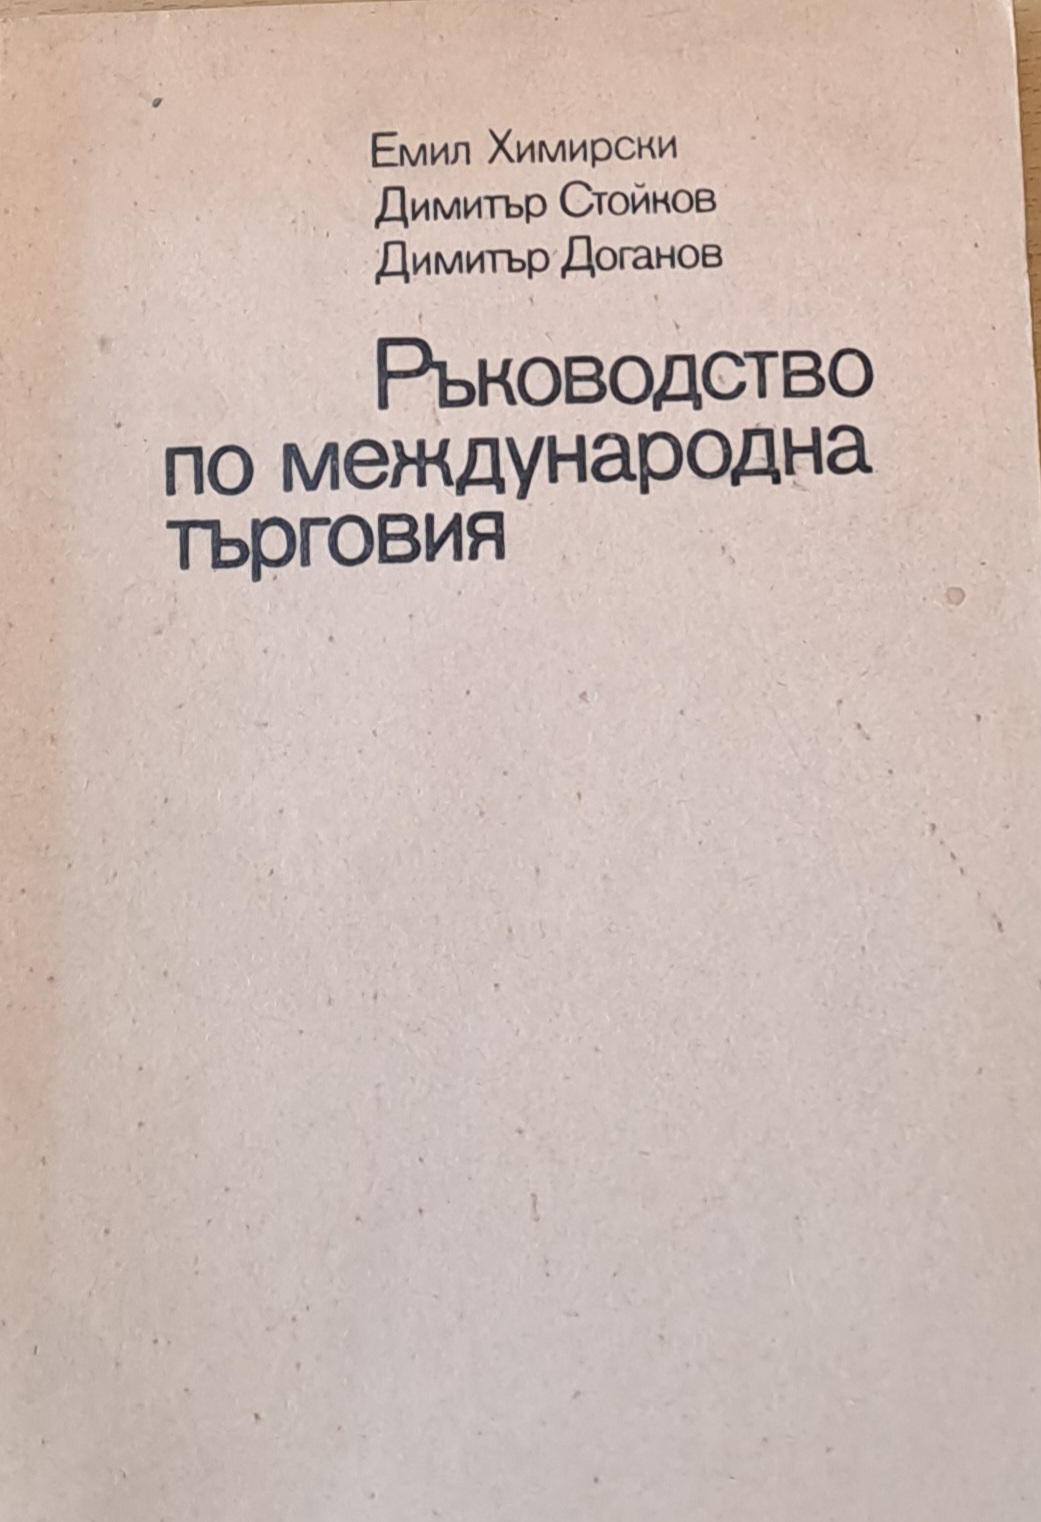 Емил Химирски
Димитър Стойков
Димитър Доганов
Ръководство
по международна
търговия